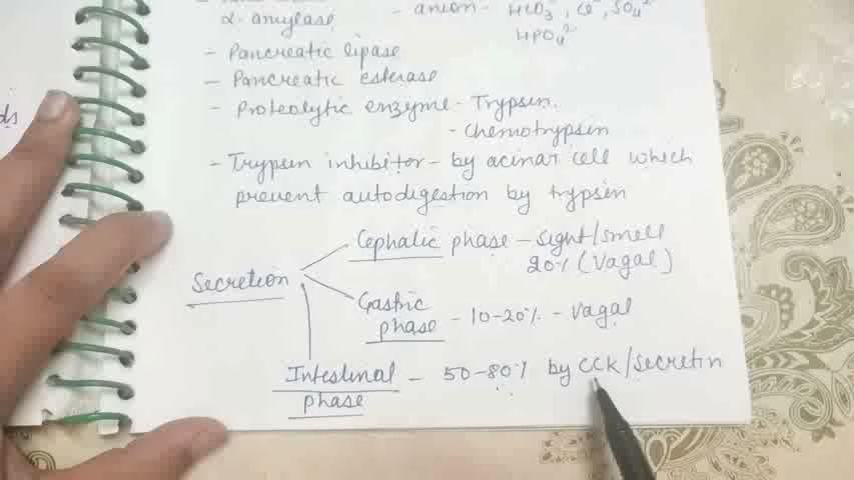 α-amylase - anion - HCO₃⁻, Cl⁻, SO₄²⁻
HPO₄²⁻
- Pancreatic lipase
- Pancreatic esterase
- Proteolytic enzyme - Trypsin.
- Chemotrypsin
- Trypsin inhibitor - by acinar cell which
prevent autodigestion by trypsin
Cephalic phase - sight/smell
20% (Vagal)
Secretion
Gastric
phase - 10-20% - vagal
Intestinal - 50-80% by CCK/secretin
phase